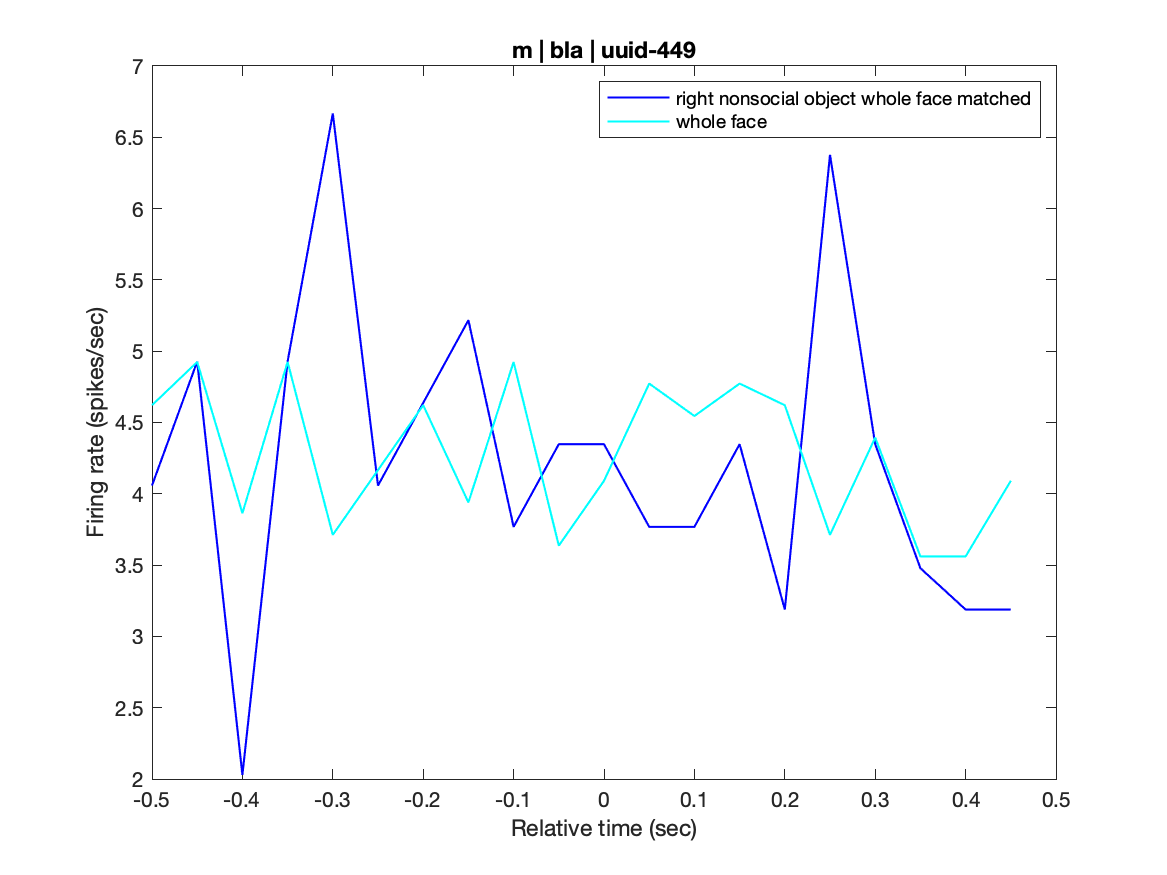 m | bla | uuid-449
right nonsocial object whole face matched
whole face
Firing rate (spikes/sec)
7
6.5
6
5.5
5
4.5
4
3.5
3
2.5
2
-0.5 -0.4 -0.3 -0.2 -0.1 0 0.1 0.2 0.3 0.4 0.5
Relative time (sec)